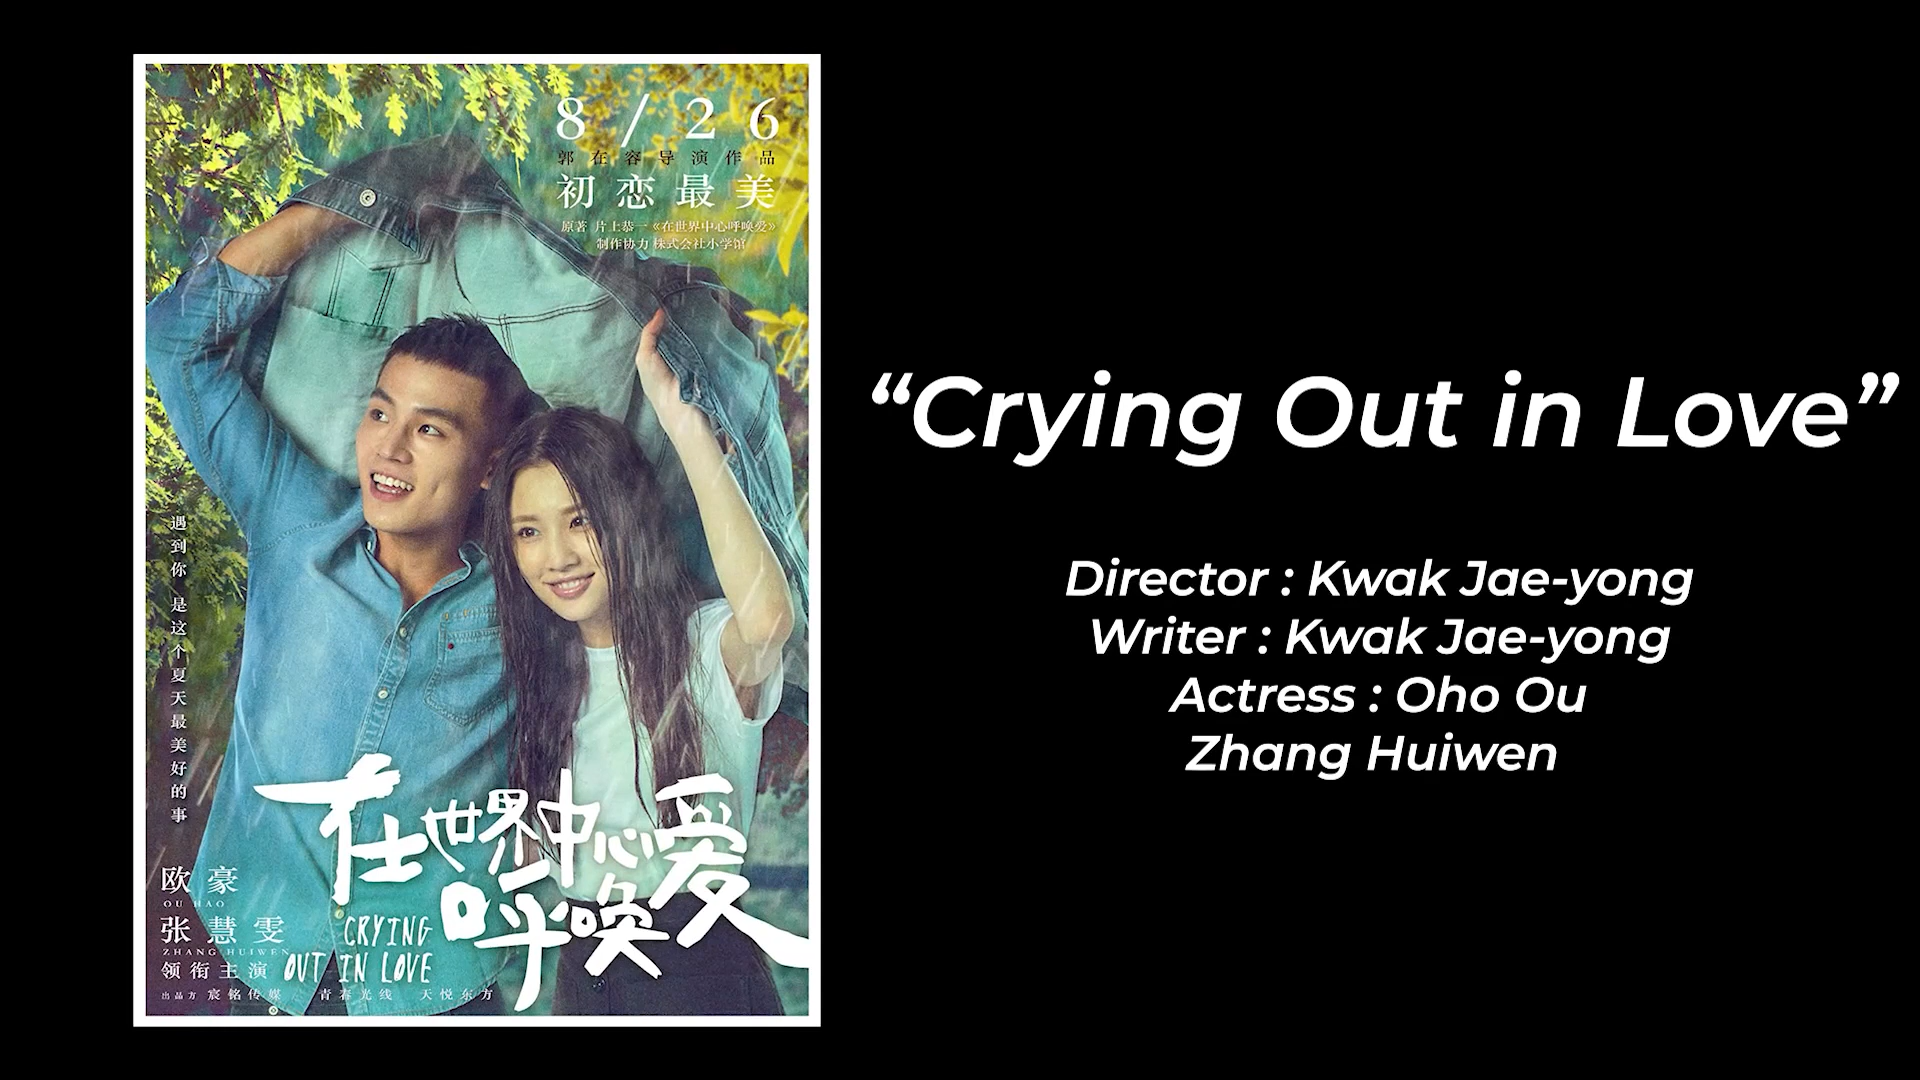 8/26
郭在容导演作品
初恋最美
原著 片上恭一《在世界中心呼唤爱》
制作协力 株式会社小学馆
遇到你 是这个夏天最美好的事
在世界中心
呼唤爱
CRYING
OUT IN LOVE
欧豪
OU HAO
张慧雯
ZHANG HUIWEN
领衔主演
出品方 宸铭传媒 青春光线 天悦东方
“Crying Out in Love”
Director : Kwak Jae-yong
Writer : Kwak Jae-yong
Actress : Oho Ou
Zhang Huiwen